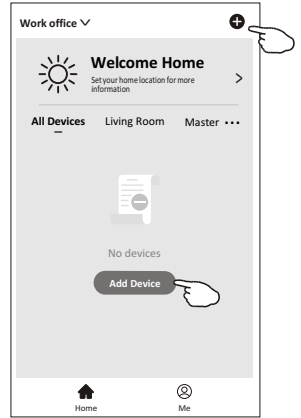 Work office
Welcome Home
Set your home location for more
information
All Devices Living Room Master ...
No devices
Add Device
Home Me